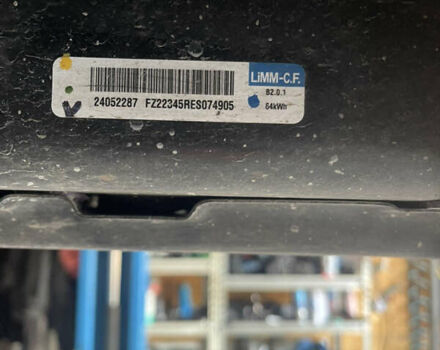 LiMM-C.F.
B2.0.1
24052287 FZ22345RES074905
64kWh